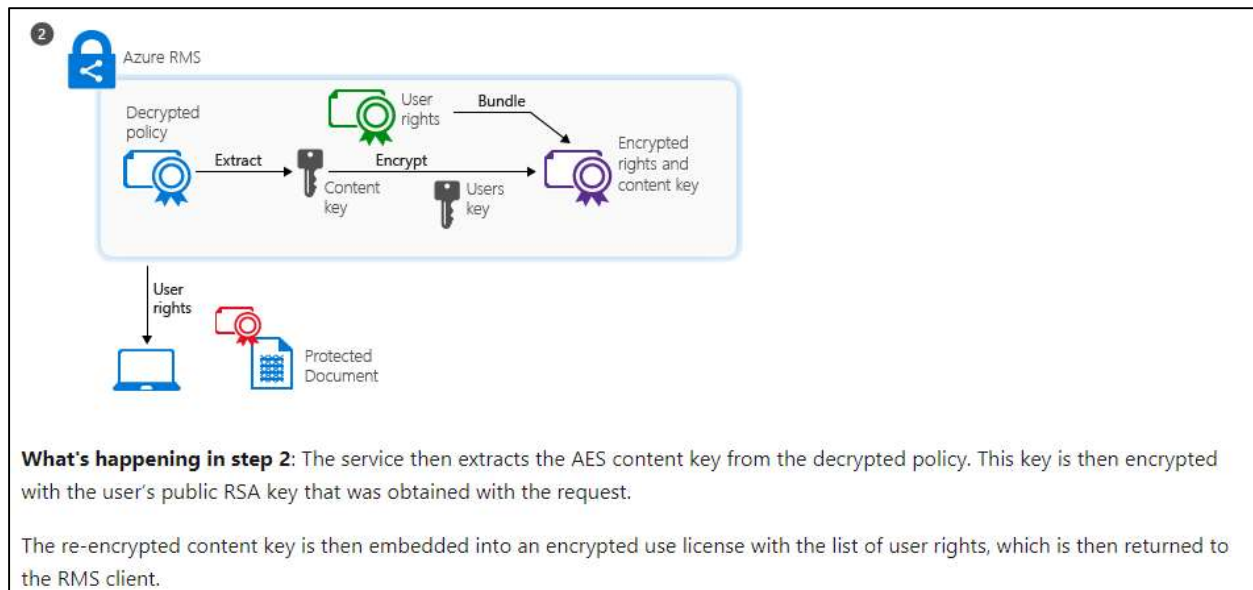 2
Azure RMS
Decrypted
policy
Extract
Content
key
User
rights
Bundle
Encrypt
Users
key
Encrypted
rights and
content key
User
rights
Protected
Document
What's happening in step 2: The service then extracts the AES content key from the decrypted policy. This key is then encrypted
with the user's public RSA key that was obtained with the request.
The re-encrypted content key is then embedded into an encrypted use license with the list of user rights, which is then returned to
the RMS client.